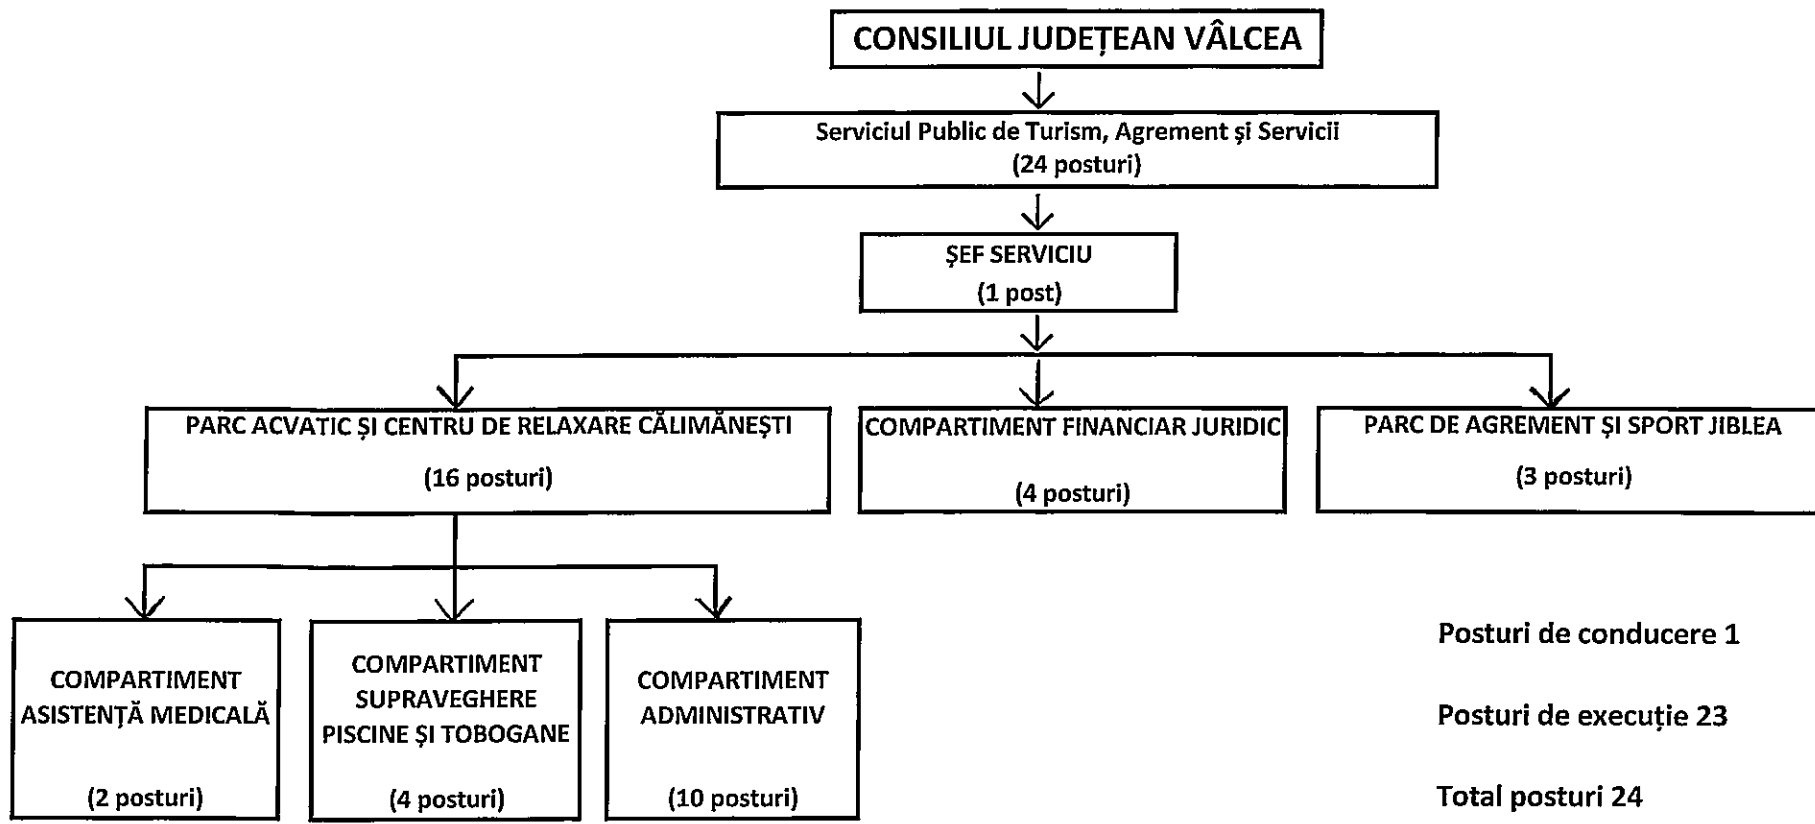 CONSILIUL JUDEȚEAN VÂLCEA
Serviciul Public de Turism, Agrement și Servicii
(24 posturi)
ȘEF SERVICIU
(1 post)
PARC ACVATIC ȘI CENTRU DE RELAXARE CĂLIMĂNEȘTI
(16 posturi)
COMPARTIMENT FINANCIAR JURIDIC
(4 posturi)
PARC DE AGREMENT ȘI SPORT JIBLEA
(3 posturi)
COMPARTIMENT
ASISTENȚĂ MEDICALĂ
(2 posturi)
COMPARTIMENT
SUPRAVEGHERE
PISCINE ȘI TOBOGANE
(4 posturi)
COMPARTIMENT
ADMINISTRATIV
(10 posturi)
Posturi de conducere 1
Posturi de execuție 23
Total posturi 24